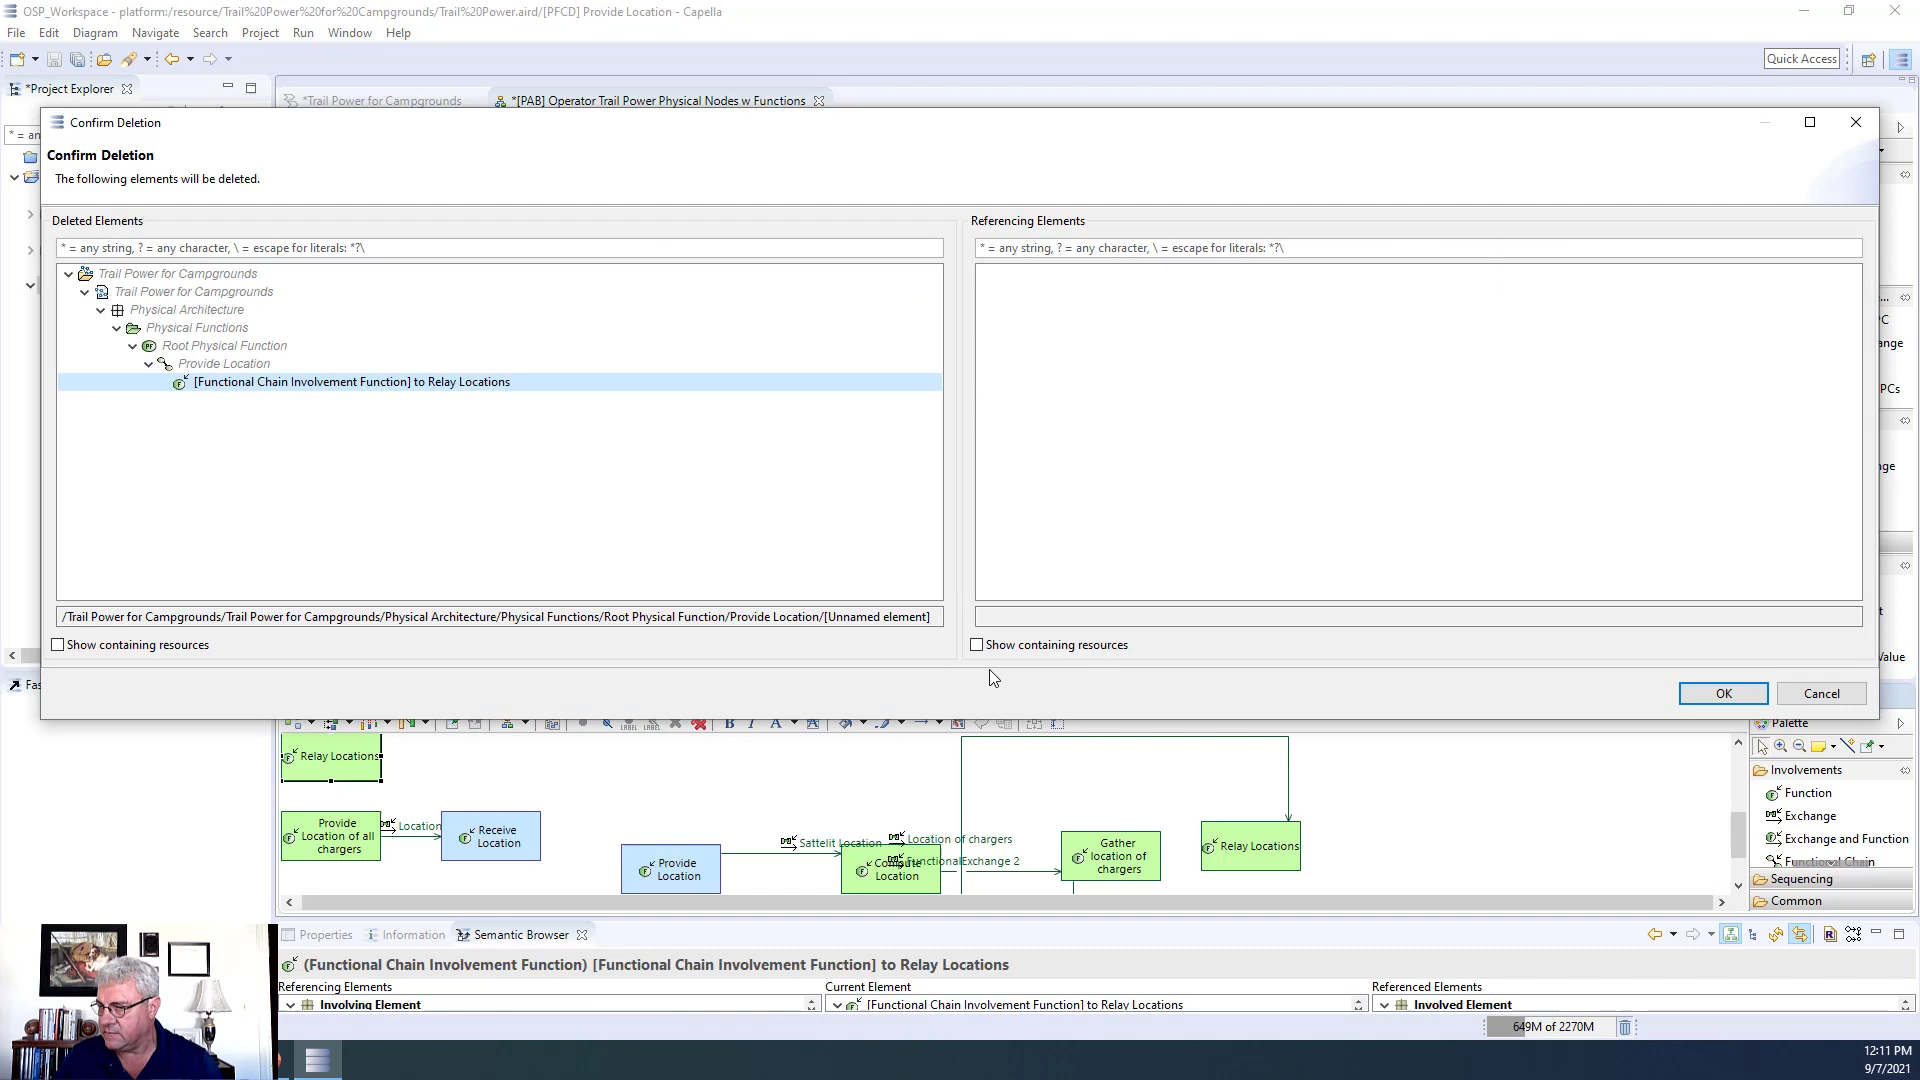 OSP_Workspace - platform:/resource/Trail%20Power%20for%20Campgrounds/Trail%20Power.aird/[PFCD] Provide Location - Capella
File Edit Diagram Navigate Search Project Run Window Help
Quick Access
*Project Explorer
*Trail Power for Campgrounds
*[PAB] Operator Trail Power Physical Nodes w Functions
* = an
Confirm Deletion
Confirm Deletion
The following elements will be deleted.
Deleted Elements
Referencing Elements
* = any string, ? = any character, \ = escape for literals: *?\
* = any string, ? = any character, \ = escape for literals: *?\
Trail Power for Campgrounds
Trail Power for Campgrounds
Physical Architecture
Physical Functions
Root Physical Function
Provide Location
[Functional Chain Involvement Function] to Relay Locations
/Trail Power for Campgrounds/Trail Power for Campgrounds/Physical Architecture/Physical Functions/Root Physical Function/Provide Location/[Unnamed element]
Show containing resources
Show containing resources
OK
Cancel
Fas
Palette
Relay Locations
Involvements
Function
Exchange
Exchange and Function
Functional Chain
Sequencing
Common
Provide
Location of all
chargers
Location
Receive
Location
Provide
Location
Sattelit Location
Location of chargers
FunctionalExchange 2
Compute
Location
Gather
location of
chargers
Relay Locations
Properties
Information
Semantic Browser
(Functional Chain Involvement Function) [Functional Chain Involvement Function] to Relay Locations
Referencing Elements
Current Element
Referenced Elements
Involving Element
[Functional Chain Involvement Function] to Relay Locations
Involved Element
649M of 2270M
12:11 PM
9/7/2021